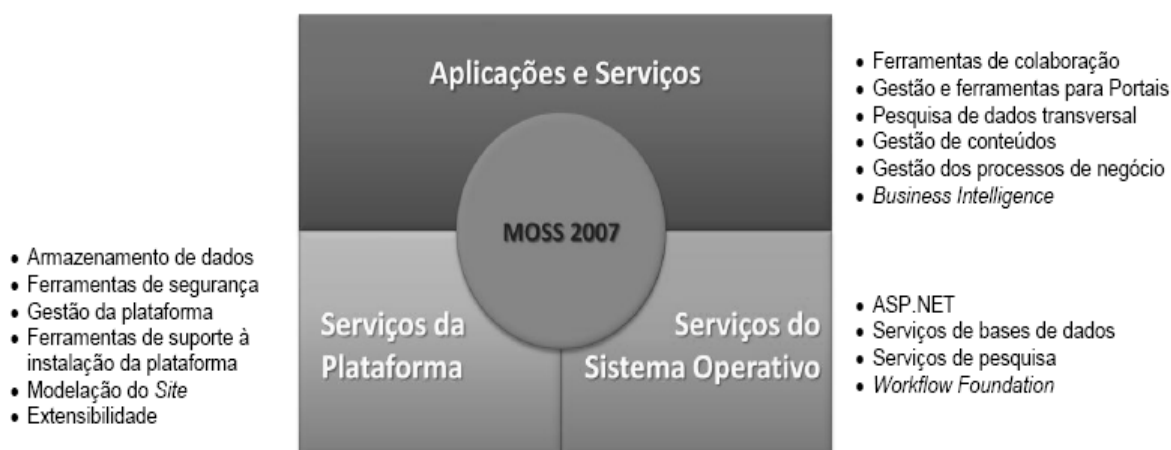 Aplicações e Serviços
• Ferramentas de colaboração
• Gestão e ferramentas para Portais
• Pesquisa de dados transversal
• Gestão de conteúdos
• Gestão dos processos de negócio
• Business Intelligence
MOSS 2007
• Armazenamento de dados
• Ferramentas de segurança
• Gestão da plataforma
• Ferramentas de suporte à
instalação da plataforma
• Modelação do Site
• Extensibilidade
Serviços da
Plataforma
Serviços do
Sistema Operativo
• ASP.NET
• Serviços de bases de dados
• Serviços de pesquisa
• Workflow Foundation